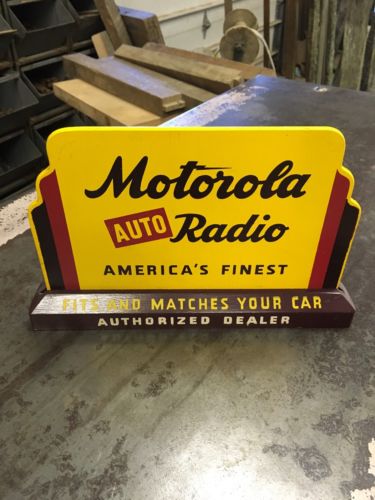 Motorola
AUTO Radio
AMERICA'S FINEST
FITS AND MATCHES YOUR CAR
AUTHORIZED DEALER